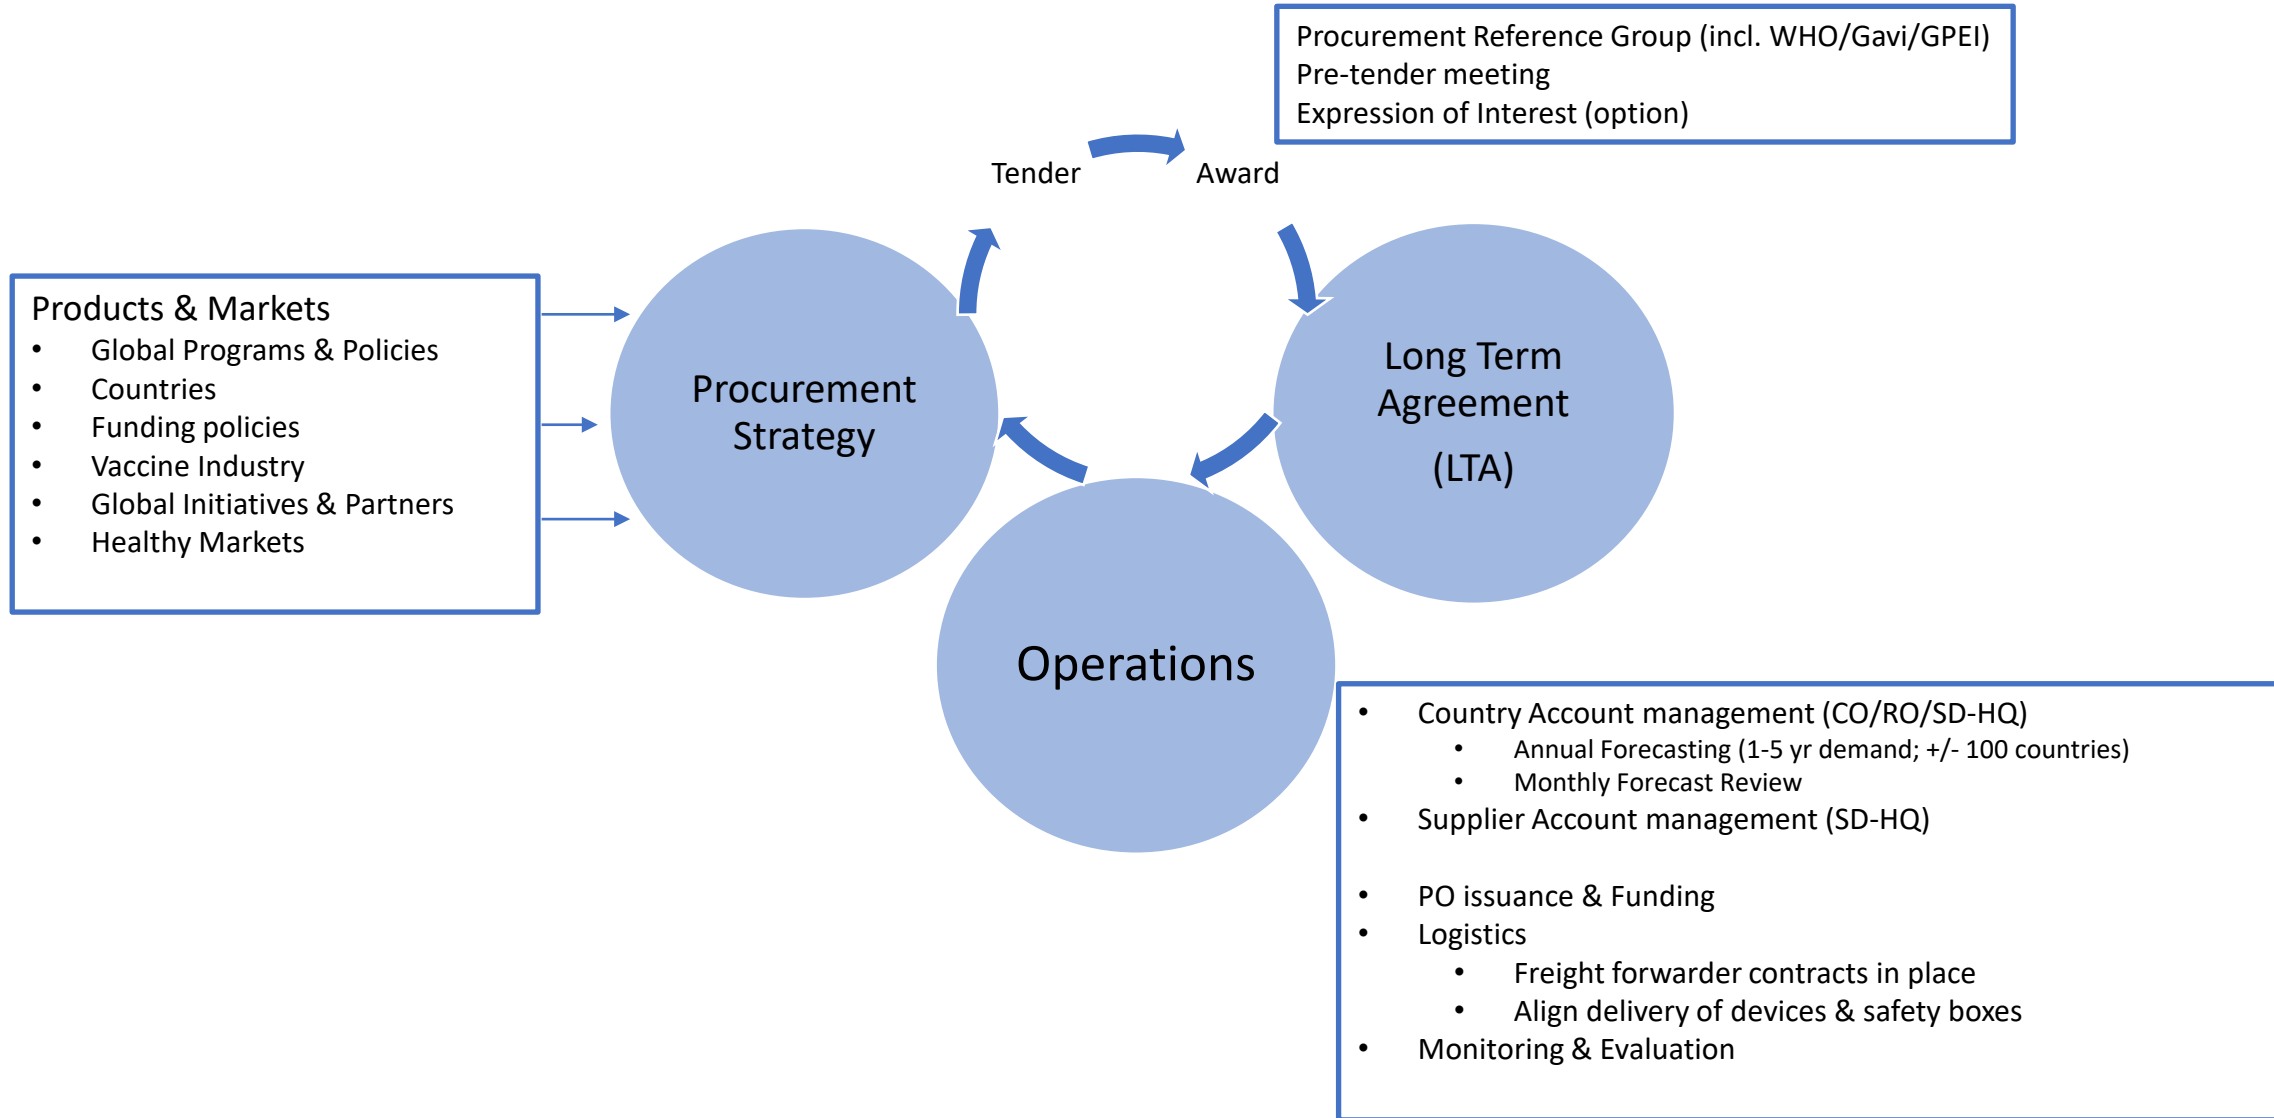 Procurement Reference Group (incl. WHO/Gavi/GPEI)
Pre-tender meeting
Expression of Interest (option)
Tender
Award
Products & Markets
• Global Programs & Policies
• Countries
• Funding policies
• Vaccine Industry
• Global Initiatives & Partners
• Healthy Markets
Procurement
Strategy
Long Term
Agreement
(LTA)
Operations
• Country Account management (CO/RO/SD-HQ)
• Annual Forecasting (1-5 yr demand; +/- 100 countries)
• Monthly Forecast Review
• Supplier Account management (SD-HQ)
• PO issuance & Funding
• Logistics
• Freight forwarder contracts in place
• Align delivery of devices & safety boxes
• Monitoring & Evaluation